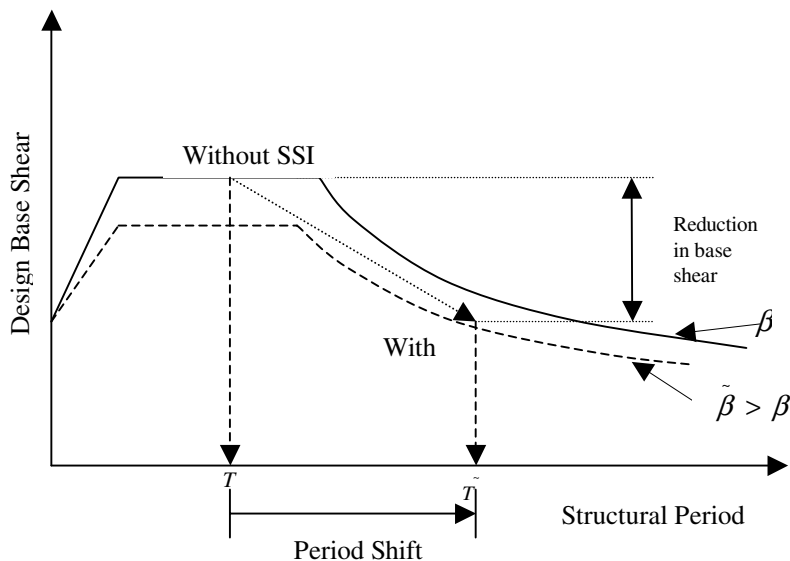 Design Base Shear
Without SSI
Reduction
in base
shear
β
With
β̃ > β
T
T̃
Structural Period
Period Shift